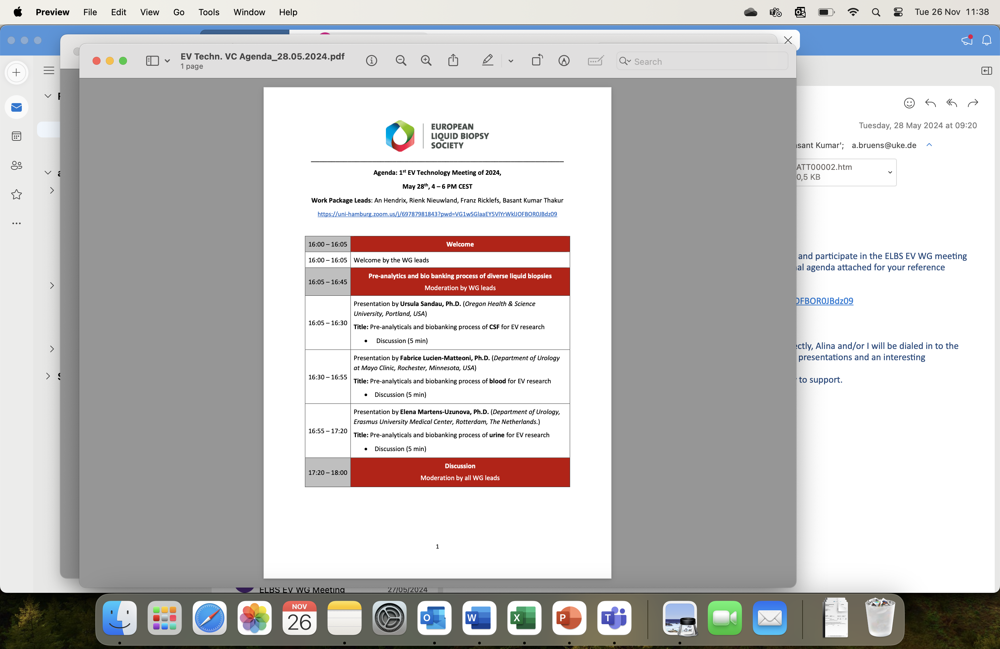 Preview File Edit View Go Tools Window Help
Tue 26 Nov 11:38
EV Techn. VC Agenda_28.05.2024.pdf
1 page
Search
EUROPEAN
LIQUID BIOPSY
SOCIETY
Agenda: 1st EV Technology Meeting of 2024,
May 28th, 4 – 6 PM CEST
Work Package Leads: An Hendrix, Rienk Nieuwland, Franz Ricklefs, Basant Kumar Thakur
16:00 – 16:05 Welcome
16:00 – 16:05 Welcome by the WG leads
16:05 – 16:45 Pre-analytics and bio banking process of diverse liquid biopsies
Moderation by WG leads
16:05 – 16:30 Presentation by Ursula Sandau, Ph.D. (Oregon Health & Science
University, Portland, USA)
Title: Pre-analyticals and biobanking process of CSF for EV research
• Discussion (5 min)
16:30 – 16:55 Presentation by Fabrice Lucien-Matteoni, Ph.D. (Department of Urology
at Mayo Clinic, Rochester, Minnesota, USA)
Title: Pre-analyticals and biobanking process of blood for EV research
• Discussion (5 min)
16:55 – 17:20 Presentation by Elena Martens-Uzunova, Ph.D. (Department of Urology,
Erasmus University Medical Center, Rotterdam, The Netherlands.)
Title: Pre-analyticals and biobanking process of urine for EV research
• Discussion (5 min)
17:20 – 18:00 Discussion
Moderation by all WG leads
1
Tuesday, 28 May 2024 at 09:20
Kumar'; a.bruens@uke.de
ATT00002.htm
0,5 KB
and participate in the ELBS EV WG meeting
agenda attached for your reference
OFBOR0JBdz09
Alina and/or I will be dialed in to the
presentations and an interesting
to support.
ELBS EV WG Meeting 27/05/2024
NOV
26
O
W
X
P
T